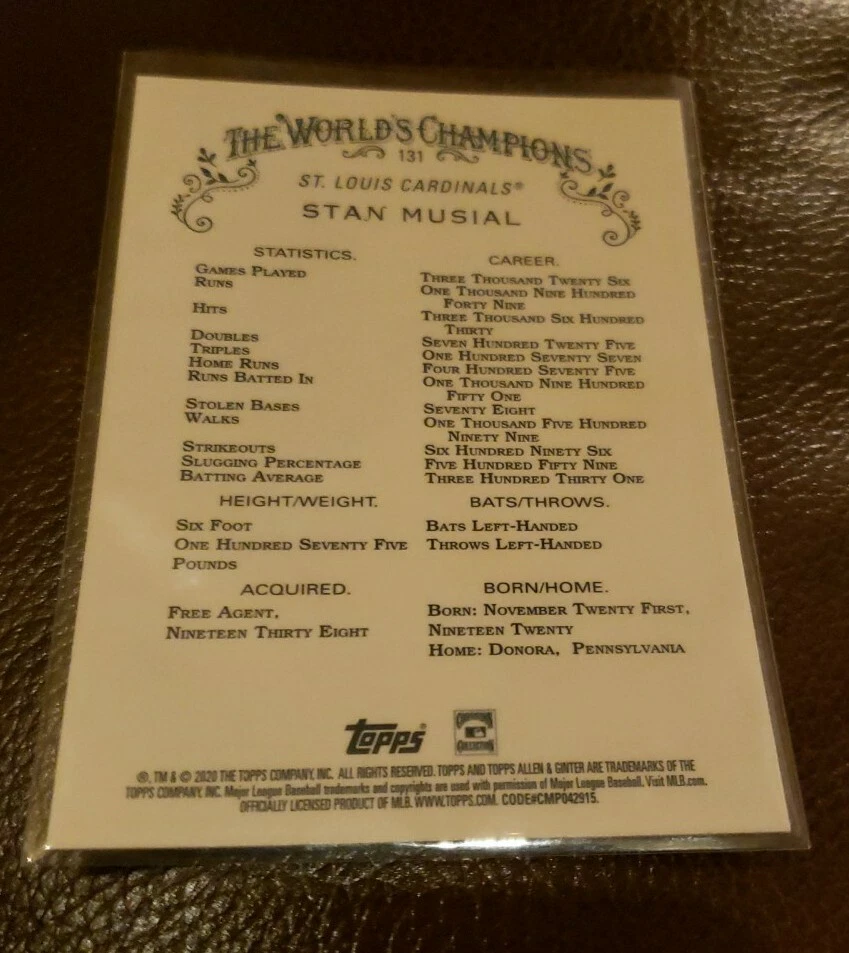 THE WORLD'S CHAMPIONS
131
ST. LOUIS CARDINALS®
STAN MUSIAL
STATISTICS.
GAMES PLAYED
RUNS
HITS
DOUBLES
TRIPLES
HOME RUNS
RUNS BATTED IN
STOLEN BASES
WALKS
STRIKEOUTS
SLUGGING PERCENTAGE
BATTING AVERAGE
CAREER.
THREE THOUSAND TWENTY SIX
ONE THOUSAND NINE HUNDRED
FORTY NINE
THREE THOUSAND SIX HUNDRED
THIRTY
SEVEN HUNDRED TWENTY FIVE
ONE HUNDRED SEVENTY SEVEN
FOUR HUNDRED SEVENTY FIVE
ONE THOUSAND NINE HUNDRED
FIFTY ONE
SEVENTY EIGHT
ONE THOUSAND FIVE HUNDRED
NINETY NINE
SIX HUNDRED NINETY SIX
FIVE HUNDRED FIFTY NINE
THREE HUNDRED THIRTY ONE
HEIGHT/WEIGHT.
SIX FOOT
ONE HUNDRED SEVENTY FIVE
POUNDS
BATS/THROWS.
BATS LEFT-HANDED
THROWS LEFT-HANDED
ACQUIRED.
FREE AGENT,
NINETEEN THIRTY EIGHT
BORN/HOME.
BORN: NOVEMBER TWENTY FIRST,
NINETEEN TWENTY
HOME: DONORA, PENNSYLVANIA
topps®
COOPERSTOWN
COLLECTION
®, TM & © 2020 THE TOPPS COMPANY, INC. ALL RIGHTS RESERVED. TOPPS AND TOPPS ALLEN & GINTER ARE TRADEMARKS OF THE
TOPPS COMPANY, INC. Major League Baseball trademarks and copyrights are used with permission of Major League Baseball. Visit MLB.com.
OFFICIALLY LICENSED PRODUCT OF MLB. WWW.TOPPS.COM. CODE#CMP042915.